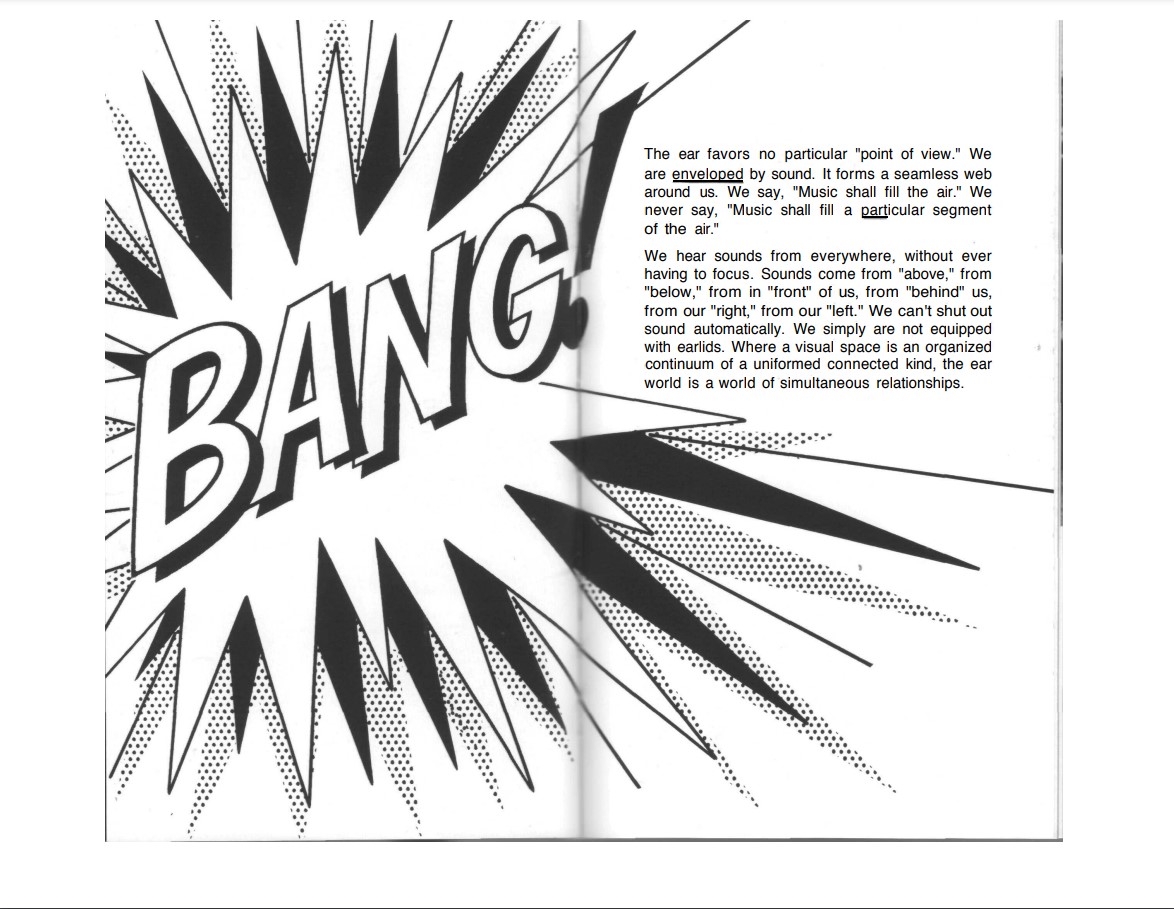 BANG!
The ear favors no particular "point of view." We
are enveloped by sound. It forms a seamless web
around us. We say, "Music shall fill the air." We
never say, "Music shall fill a particular segment
of the air."
We hear sounds from everywhere, without ever
having to focus. Sounds come from "above," from
"below," from in "front" of us, from "behind" us,
from our "right," from our "left." We can't shut out
sound automatically. We simply are not equipped
with earlids. Where a visual space is an organized
continuum of a uniformed connected kind, the ear
world is a world of simultaneous relationships.